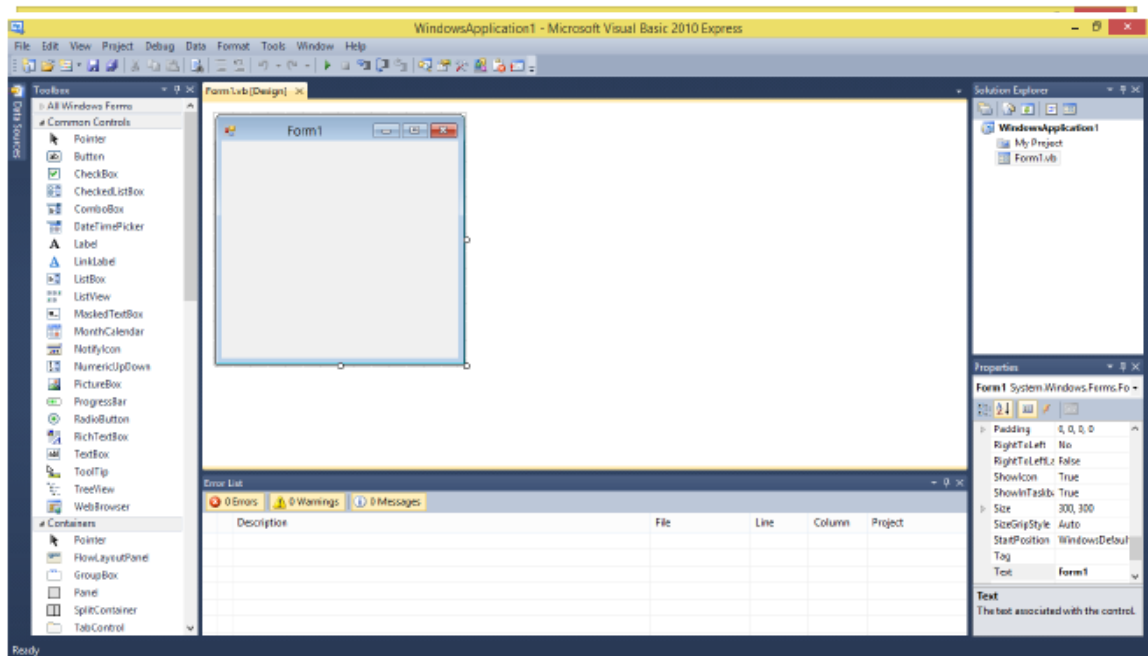 WindowsApplication1 - Microsoft Visual Basic 2010 Express
File Edit View Project Debug Data Format Tools Window Help
Data Sources
Toolbox
All Windows Forms
Common Controls
Pointer
Button
CheckBox
CheckedListBox
ComboBox
DateTimePicker
Label
LinkLabel
ListBox
ListView
MaskedTextBox
MonthCalendar
NotifyIcon
NumericUpDown
PictureBox
ProgressBar
RadioButton
RichTextBox
TextBox
ToolTip
TreeView
WebBrowser
Containers
Pointer
FlowLayoutPanel
GroupBox
Panel
SplitContainer
TabControl
Form1.vb [Design]
Form1
Error List
0 Errors 0 Warnings 0 Messages
Description File Line Column Project
Solution Explorer
WindowsApplication1
My Project
Form1.vb
Properties
Form1 System.Windows.Forms.Fo
Padding 0, 0, 0, 0
RightToLeft No
RightToLeftLa False
ShowIcon True
ShowInTaskba True
Size 300, 300
SizeGripStyle Auto
StartPosition WindowsDefault
Tag
Text Form1
Text
The text associated with the control.
Ready